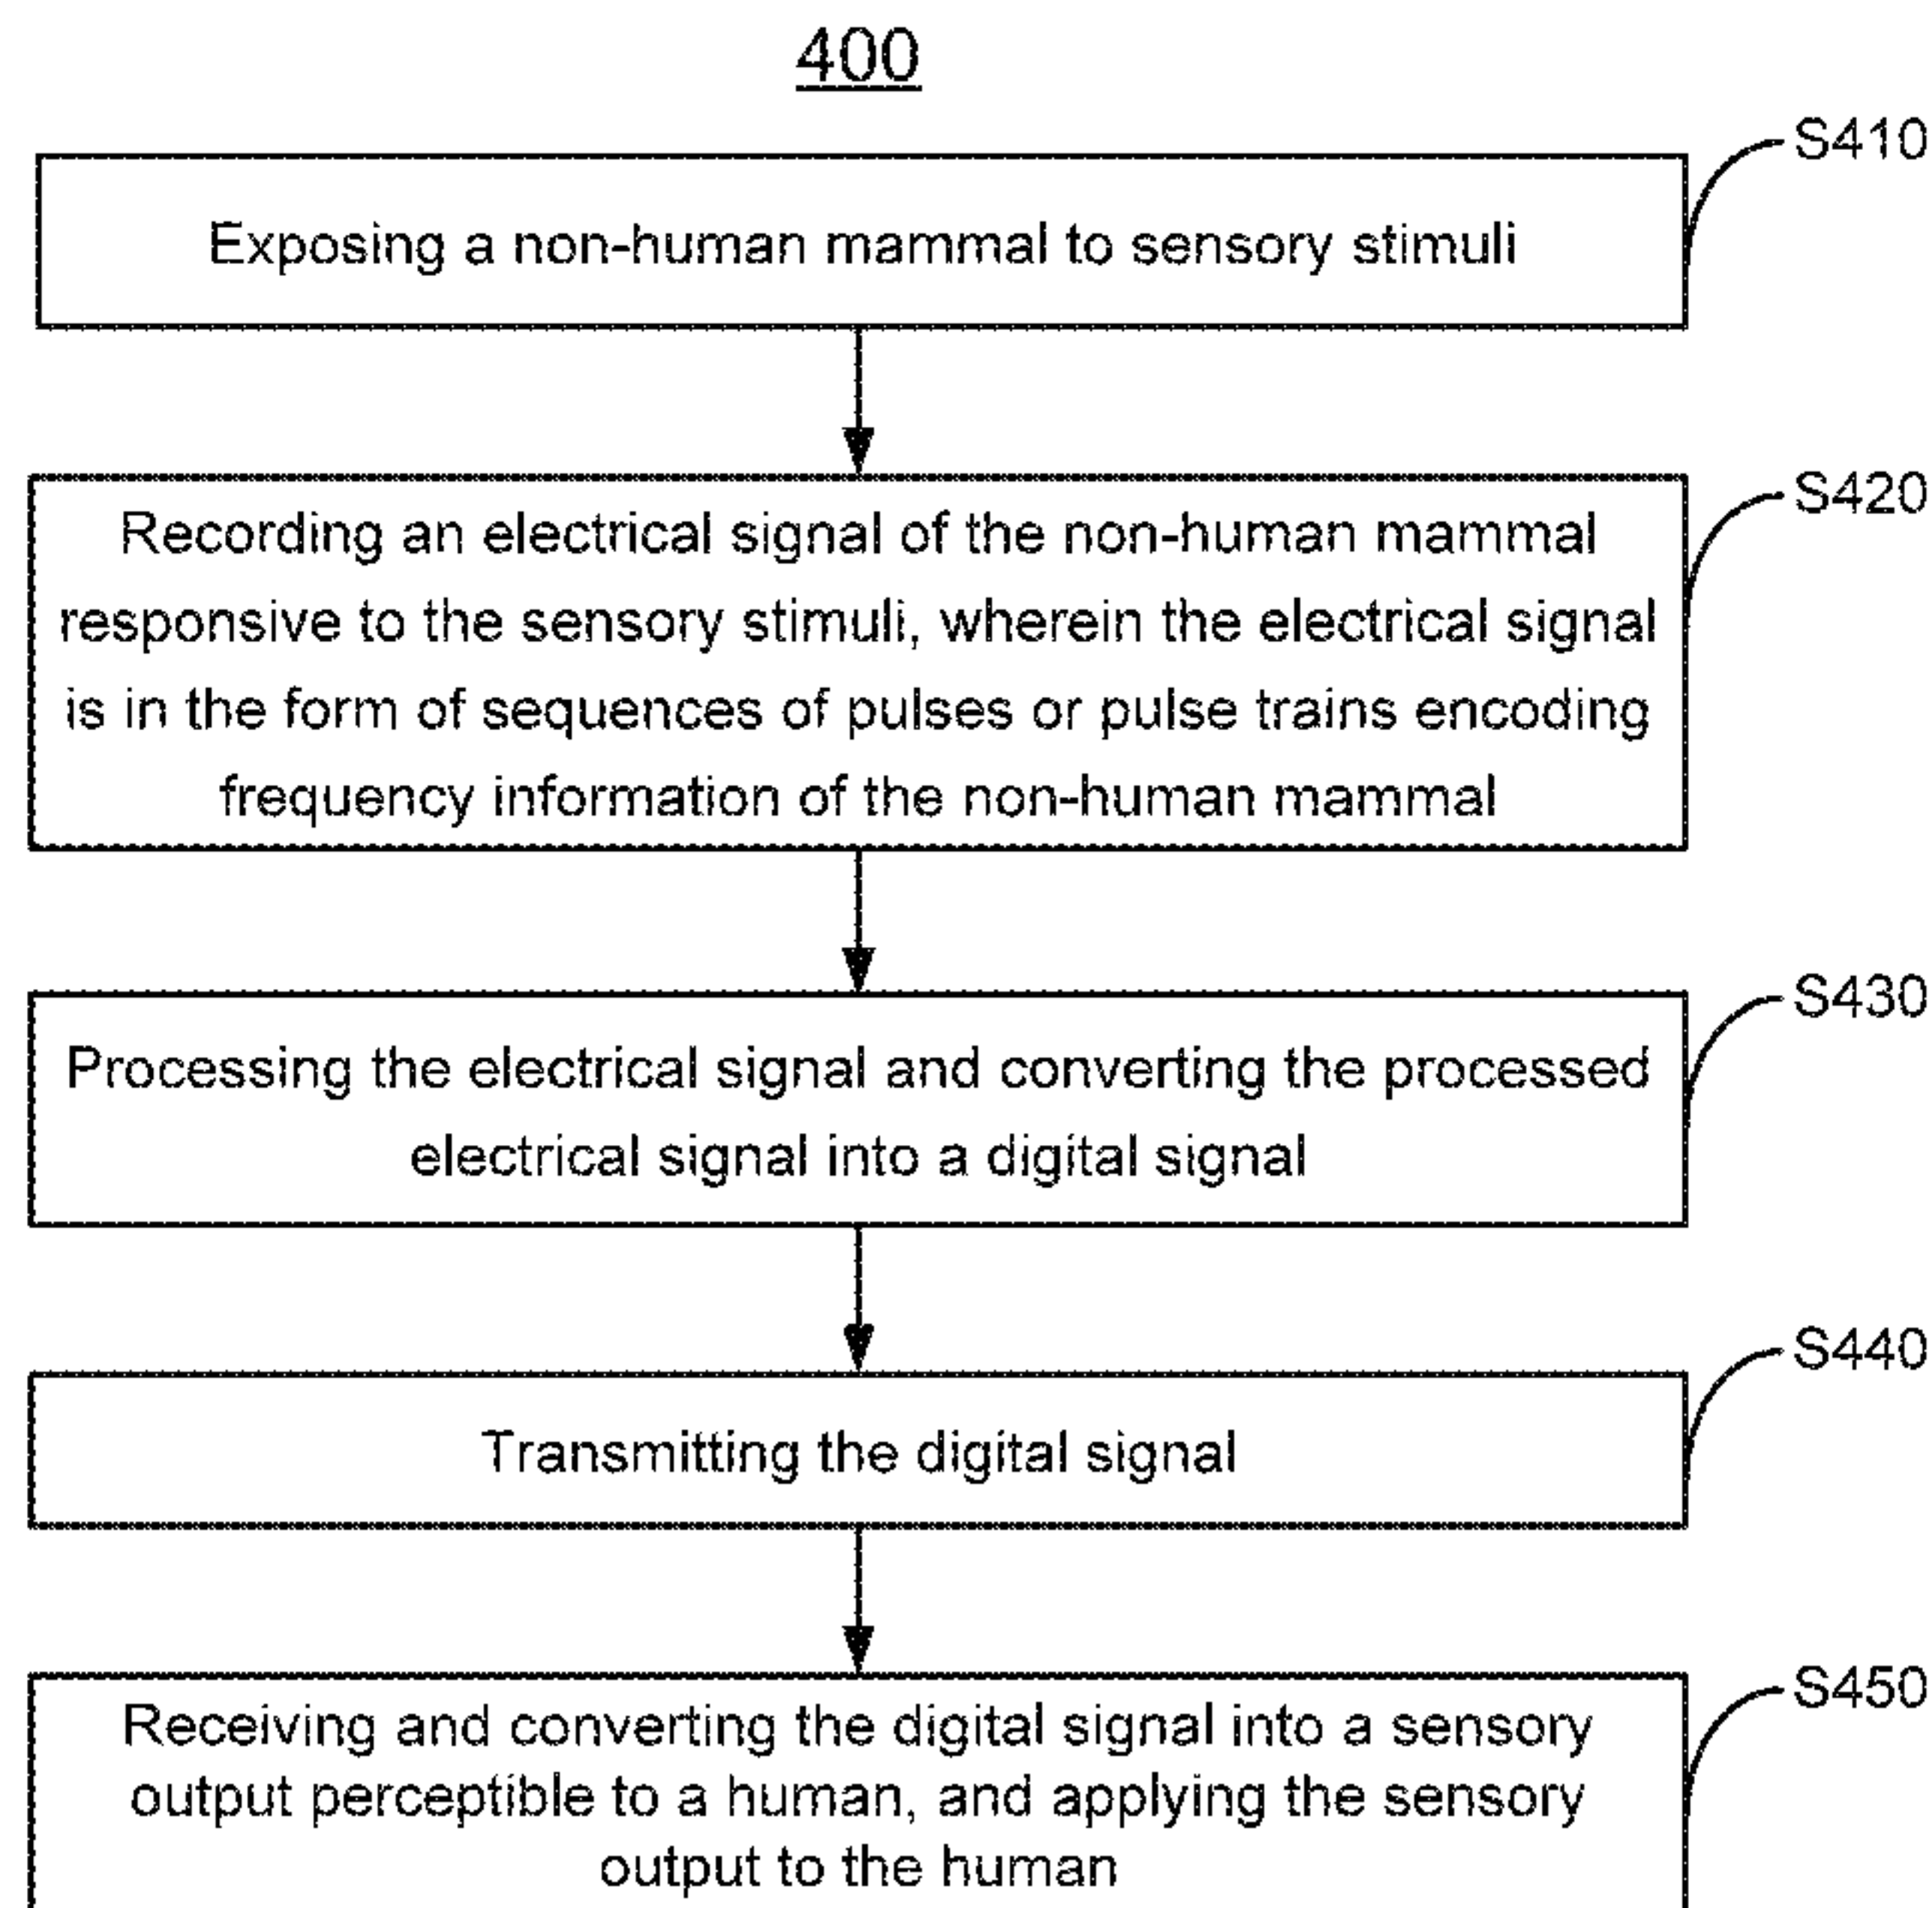 400
S410
Exposing a non-human mammal to sensory stimuli
S420
Recording an electrical signal of the non-human mammal
responsive to the sensory stimuli, wherein the electrical signal
is in the form of sequences of pulses or pulse trains encoding
frequency information of the non-human mammal
S430
Processing the electrical signal and converting the processed
electrical signal into a digital signal
S440
Transmitting the digital signal
S450
Receiving and converting the digital signal into a sensory
output perceptible to a human, and applying the sensory
output to the human